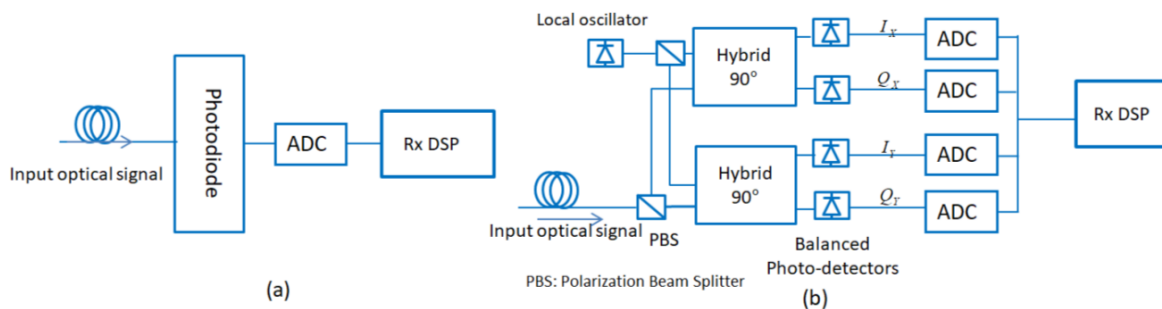 Input optical signal
Photodiode
ADC
Rx DSP
(a)
Local oscillator
Hybrid
90°
Hybrid
90°
I_X
Q_X
I_Y
Q_Y
ADC
ADC
ADC
ADC
Rx DSP
Input optical signal
PBS
Balanced
Photo-detectors
PBS: Polarization Beam Splitter
(b)